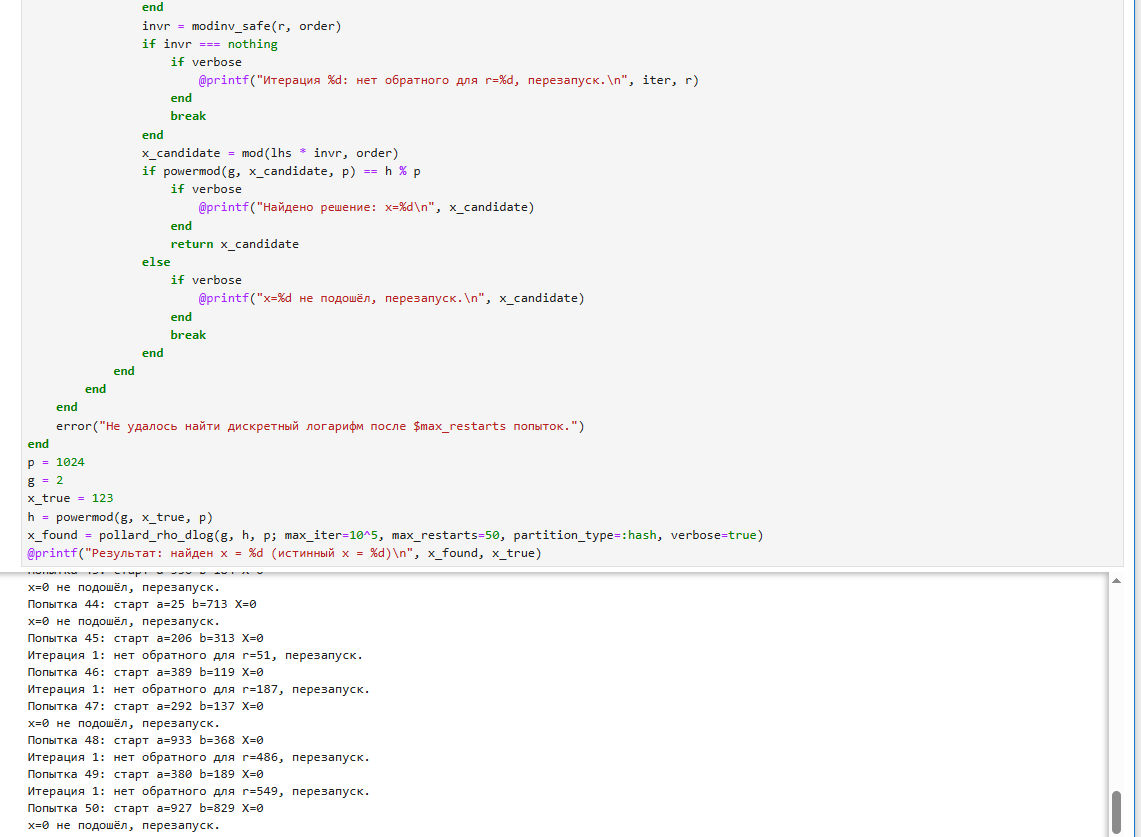 end
invr = modinv_safe(r, order)
if invr === nothing
if verbose
@printf("Итерация %d: нет обратного для r=%d, перезапуск.\n", iter, r)
end
break
end
x_candidate = mod(lhs * invr, order)
if powermod(g, x_candidate, p) == h % p
if verbose
@printf("Найдено решение: x=%d\n", x_candidate)
end
return x_candidate
else
if verbose
@printf("x=%d не подошёл, перезапуск.\n", x_candidate)
end
break
end
end
end
end
error("Не удалось найти дискретный логарифм после $max_restarts попыток.")
end
p = 1024
g = 2
x_true = 123
h = powermod(g, x_true, p)
x_found = pollard_rho_dlog(g, h, p; max_iter=10^5, max_restarts=50, partition_type=:hash, verbose=true)
@printf("Результат: найден x = %d (истинный x = %d)\n", x_found, x_true)
x=0 не подошёл, перезапуск.
Попытка 44: старт a=25 b=713 X=0
x=0 не подошёл, перезапуск.
Попытка 45: старт a=206 b=313 X=0
Итерация 1: нет обратного для r=51, перезапуск.
Попытка 46: старт a=389 b=119 X=0
Итерация 1: нет обратного для r=187, перезапуск.
Попытка 47: старт a=292 b=137 X=0
x=0 не подошёл, перезапуск.
Попытка 48: старт a=933 b=368 X=0
Итерация 1: нет обратного для r=486, перезапуск.
Попытка 49: старт a=380 b=189 X=0
Итерация 1: нет обратного для r=549, перезапуск.
Попытка 50: старт a=927 b=829 X=0
x=0 не подошёл, перезапуск.